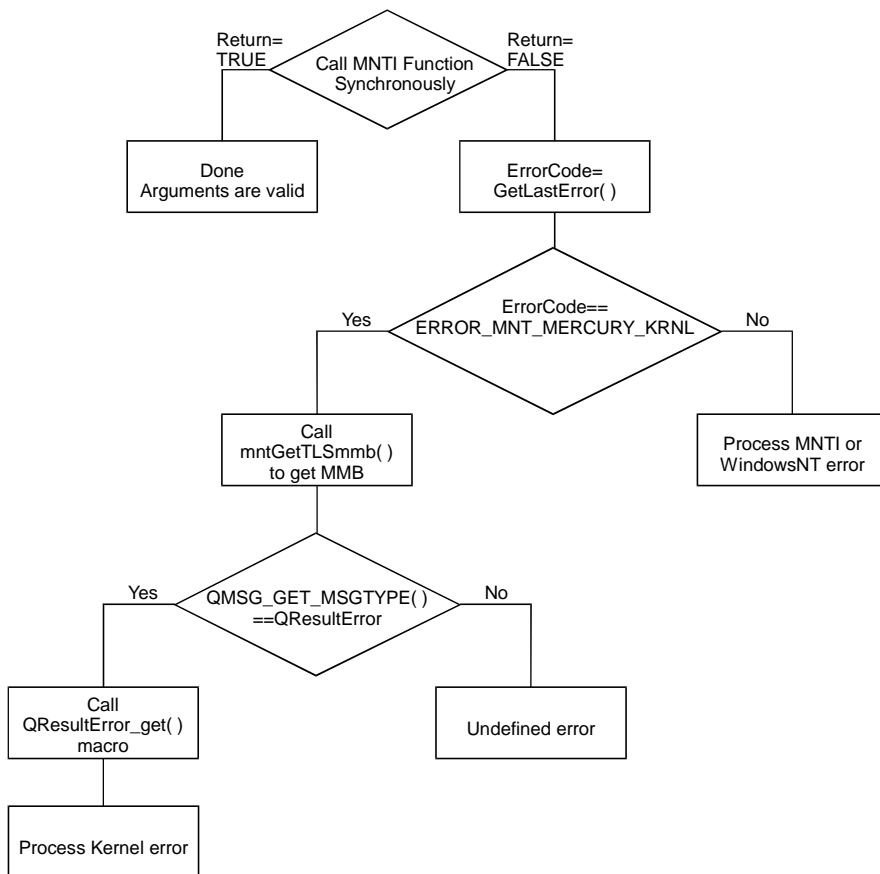 Return=
TRUE
Return=
FALSE
Call MNTI Function
Synchronously
Done
Arguments are valid
ErrorCode=
GetLastError( )
ErrorCode==
ERROR_MNT_MERCURY_KRNL
Yes
No
Call
mntGetTLSmmb( )
to get MMB
Process MNTI or
WindowsNT error
QMSG_GET_MSGTYPE( )
==QResultError
Yes
No
Call
QResultError_get( )
macro
Undefined error
Process Kernel error